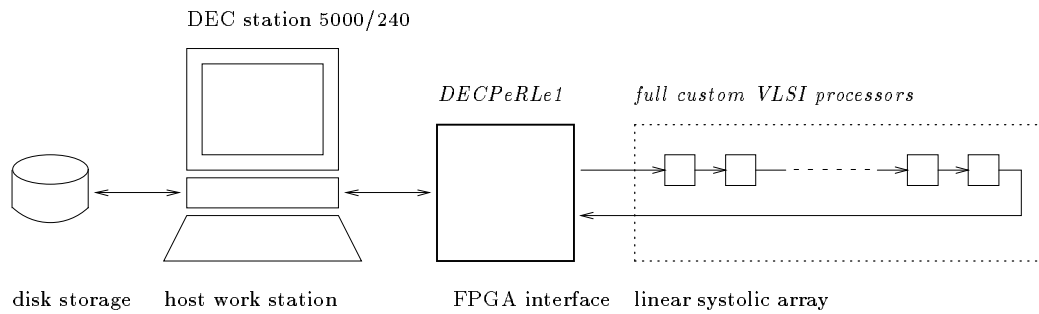 DEC station 5000/240
DECPeRLe1
full custom VLSI processors
disk storage
host work station
FPGA interface
linear systolic array